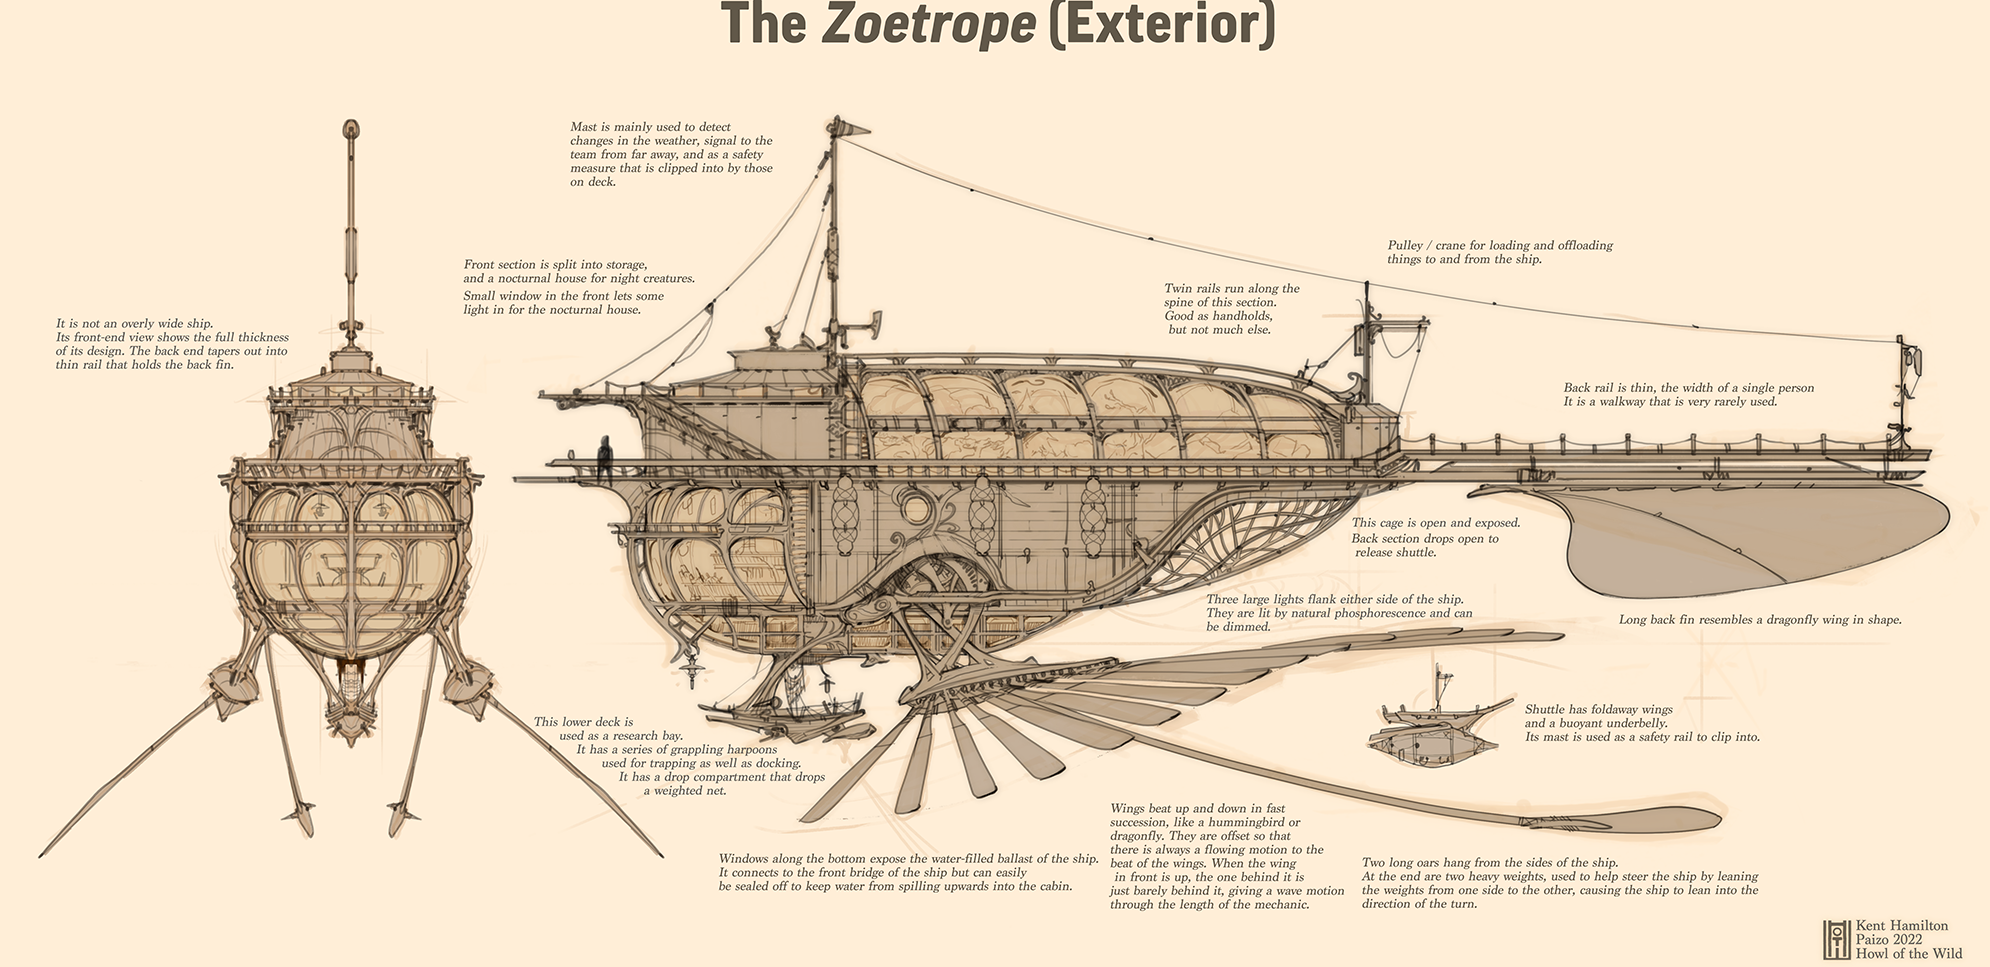 The Zoetrope (Exterior)
Mast is mainly used to detect
changes in the weather, signal to the
team from far away, and as a safety
measure that is clipped into by those
on deck.
Front section is split into storage,
and a nocturnal house for night creatures.
Small window in the front lets some
light in for the nocturnal house.
It is not an overly wide ship.
Its front-end view shows the full thickness
of its design. The back end tapers out into
thin rail that holds the back fin.
Pulley / crane for loading and offloading
things to and from the ship.
Twin rails run along the
spine of this section.
Good as handholds,
but not much else.
Back rail is thin, the width of a single person
It is a walkway that is very rarely used.
This cage is open and exposed.
Back section drops open to
release shuttle.
Three large lights flank either side of the ship.
They are lit by natural phosphorescence and can
be dimmed.
Long back fin resembles a dragonfly wing in shape.
This lower deck is
used as a research bay.
It has a series of grappling harpoons
used for trapping as well as docking.
It has a drop compartment that drops
a weighted net.
Shuttle has foldaway wings
and a buoyant underbelly.
Its mast is used as a safety rail to clip into.
Windows along the bottom expose the water-filled ballast of the ship.
It connects to the front bridge of the ship but can easily
be sealed off to keep water from spilling upwards into the cabin.
Wings beat up and down in fast
succession, like a hummingbird or
dragonfly. They are offset so that
there is always a flowing motion to the
beat of the wings. When the wing
in front is up, the one behind it is
just barely behind it, giving a wave motion
through the length of the mechanic.
Two long oars hang from the sides of the ship.
At the end are two heavy weights, used to help steer the ship by leaning
the weights from one side to the other, causing the ship to lean into the
direction of the turn.
Kent Hamilton
Paizo 2022
Howl of the Wild